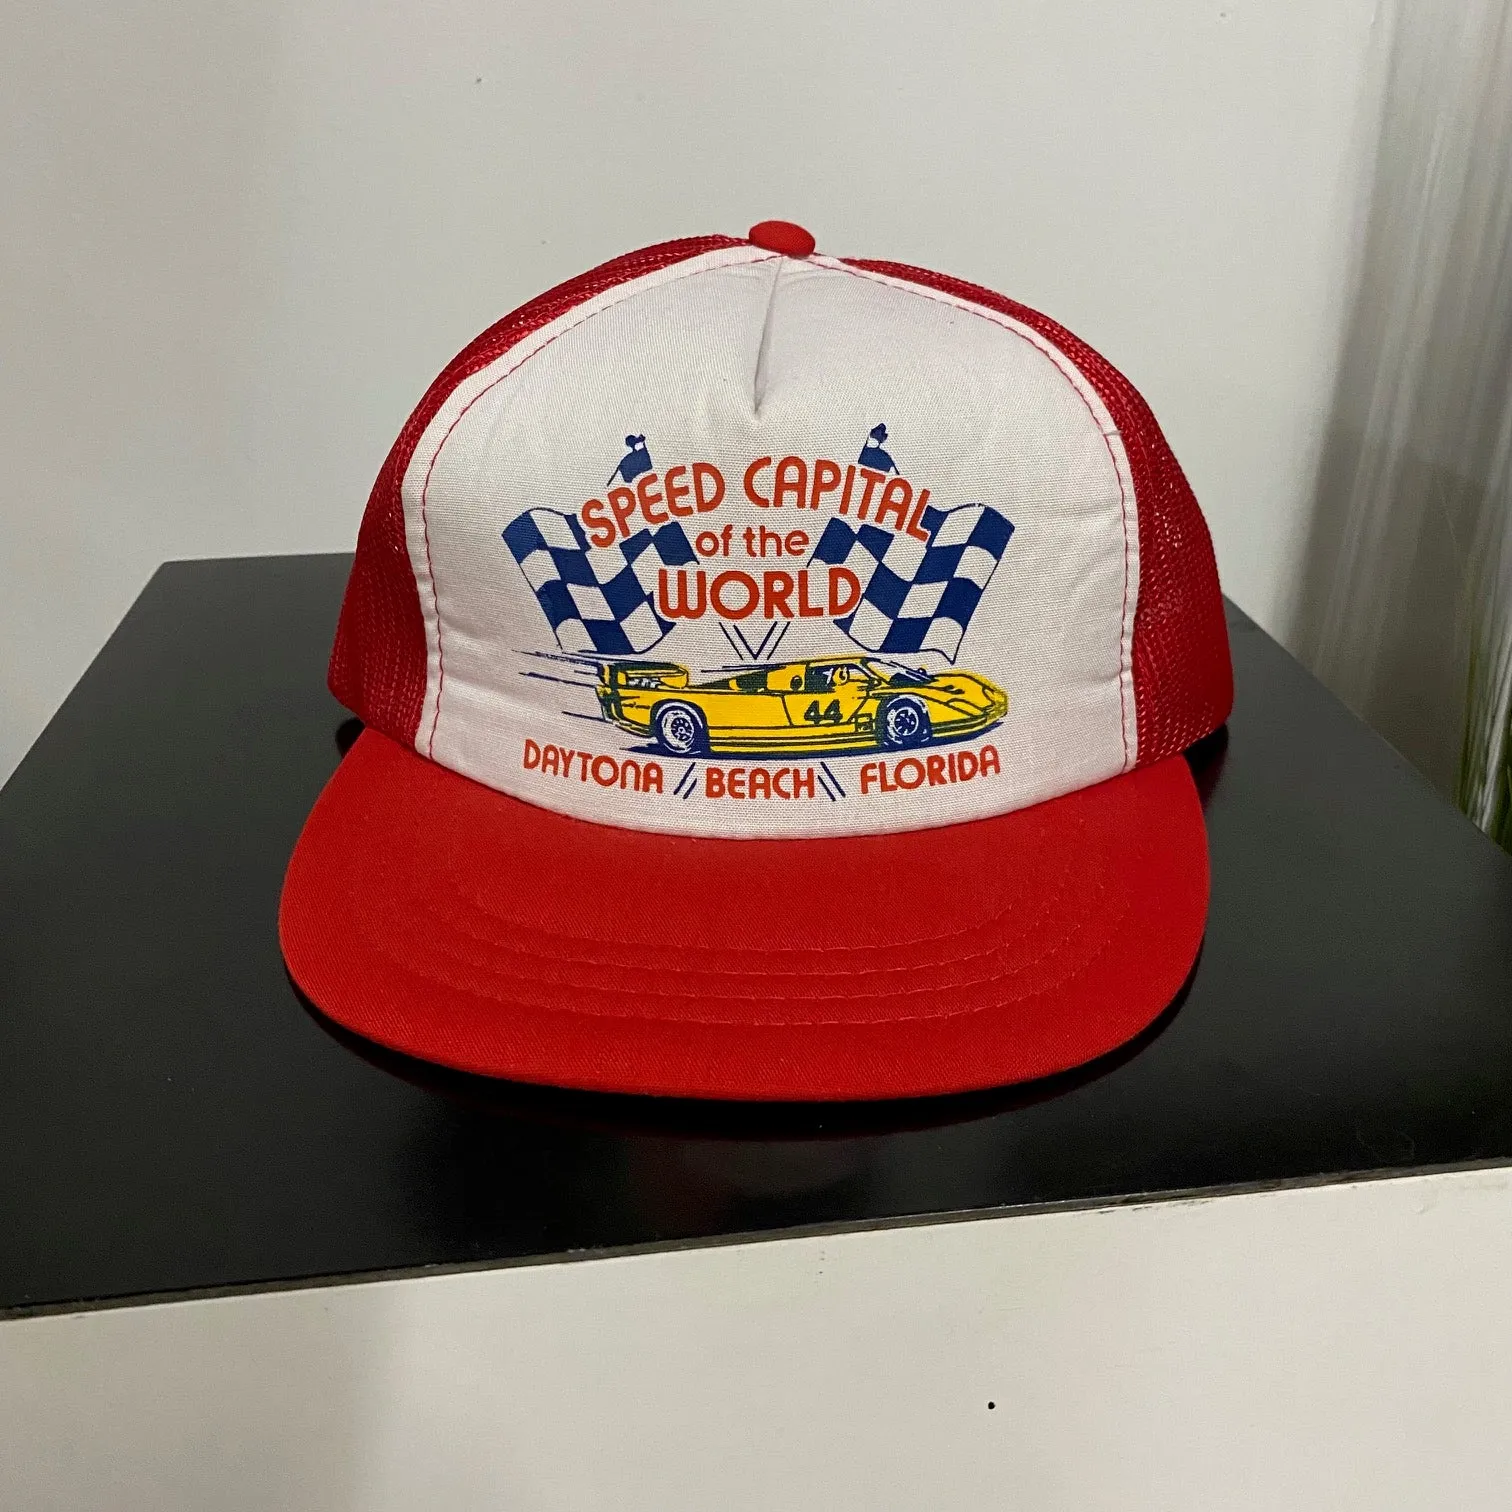 SPEED CAPITAL
of the
WORLD
44
DAYTONA BEACH FLORIDA